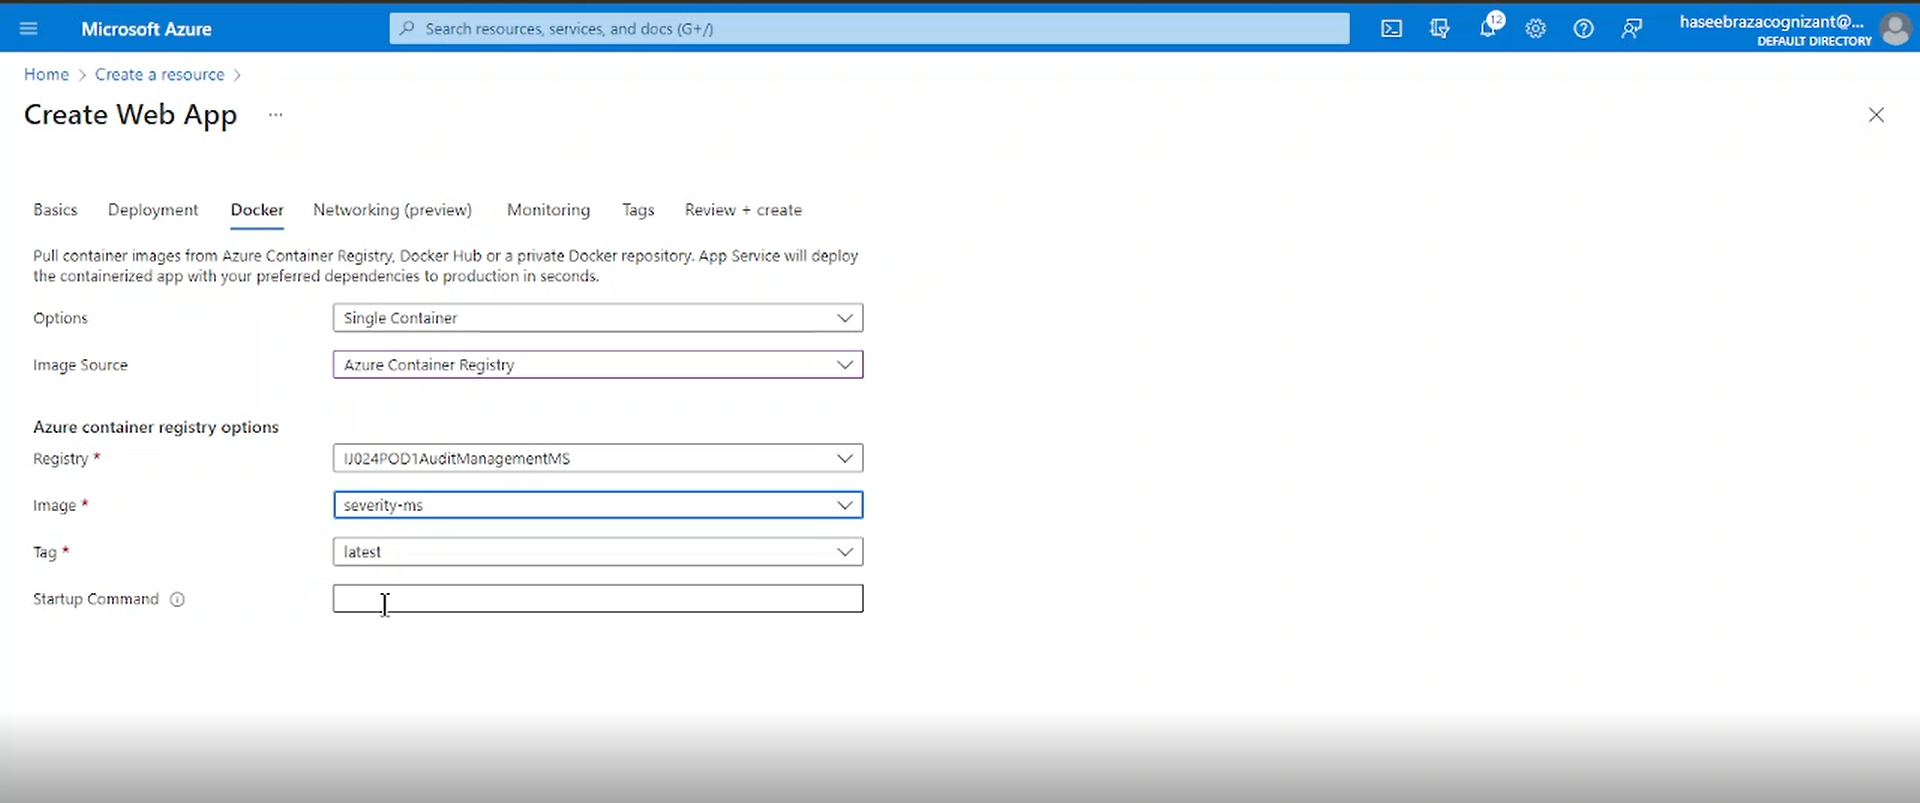 Microsoft Azure
Search resources, services, and docs (G+/)
12
haseebrazacognizant@...
DEFAULT DIRECTORY
Home > Create a resource >
Create Web App ...
Basics Deployment Docker Networking (preview) Monitoring Tags Review + create
Pull container images from Azure Container Registry, Docker Hub or a private Docker repository. App Service will deploy
the containerized app with your preferred dependencies to production in seconds.
Options Single Container
Image Source Azure Container Registry
Azure container registry options
Registry * IJ024POD1AuditManagementMS
Image * severity-ms
Tag * latest
Startup Command